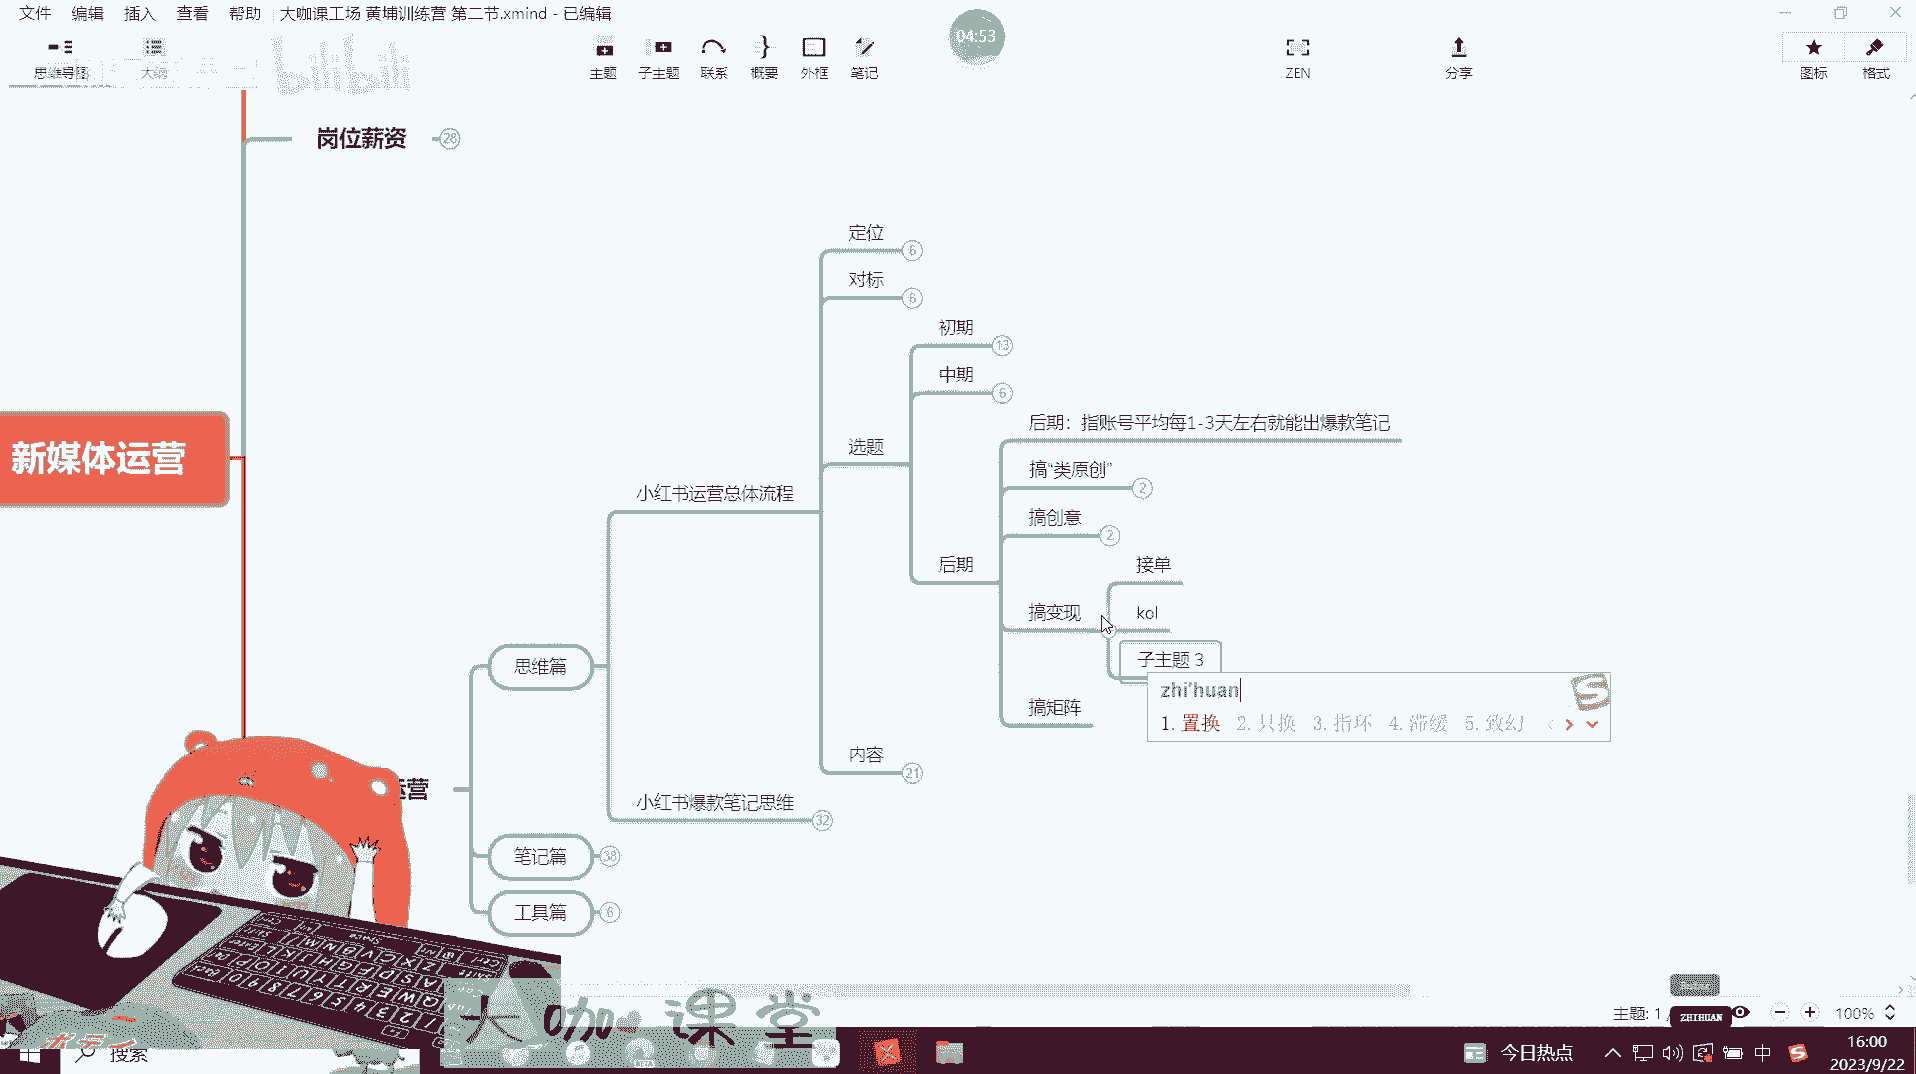 文件 编辑 插入 查看 帮助 大咖课工场 黄埔训练营 第二节.xmind - 已编辑
04:53
思维导图 大纲 主题 子主题 联系 概要 外框 笔记 ZEN 分享 图标 格式
bilibili
岗位薪资 28
定位 6
对标 6
初期 13
中期 6
后期：指账号平均每1-3天左右就能出爆款笔记
选题
新媒体运营
搞“类原创” 2
小红书运营总体流程
搞创意 2
后期
接单
搞变现
kol
子主题 3
思维篇
zhi'huan
搞矩阵
1.置换 2.只换 3.指环 4.滞缓 5.致幻
内容 21
运营
小红书爆款笔记思维 32
笔记篇 38
工具篇 6
大咖课堂
主题: 1 /
ZHIHUAN
100%
搜索
今日热点
中
16:00
2023/9/22